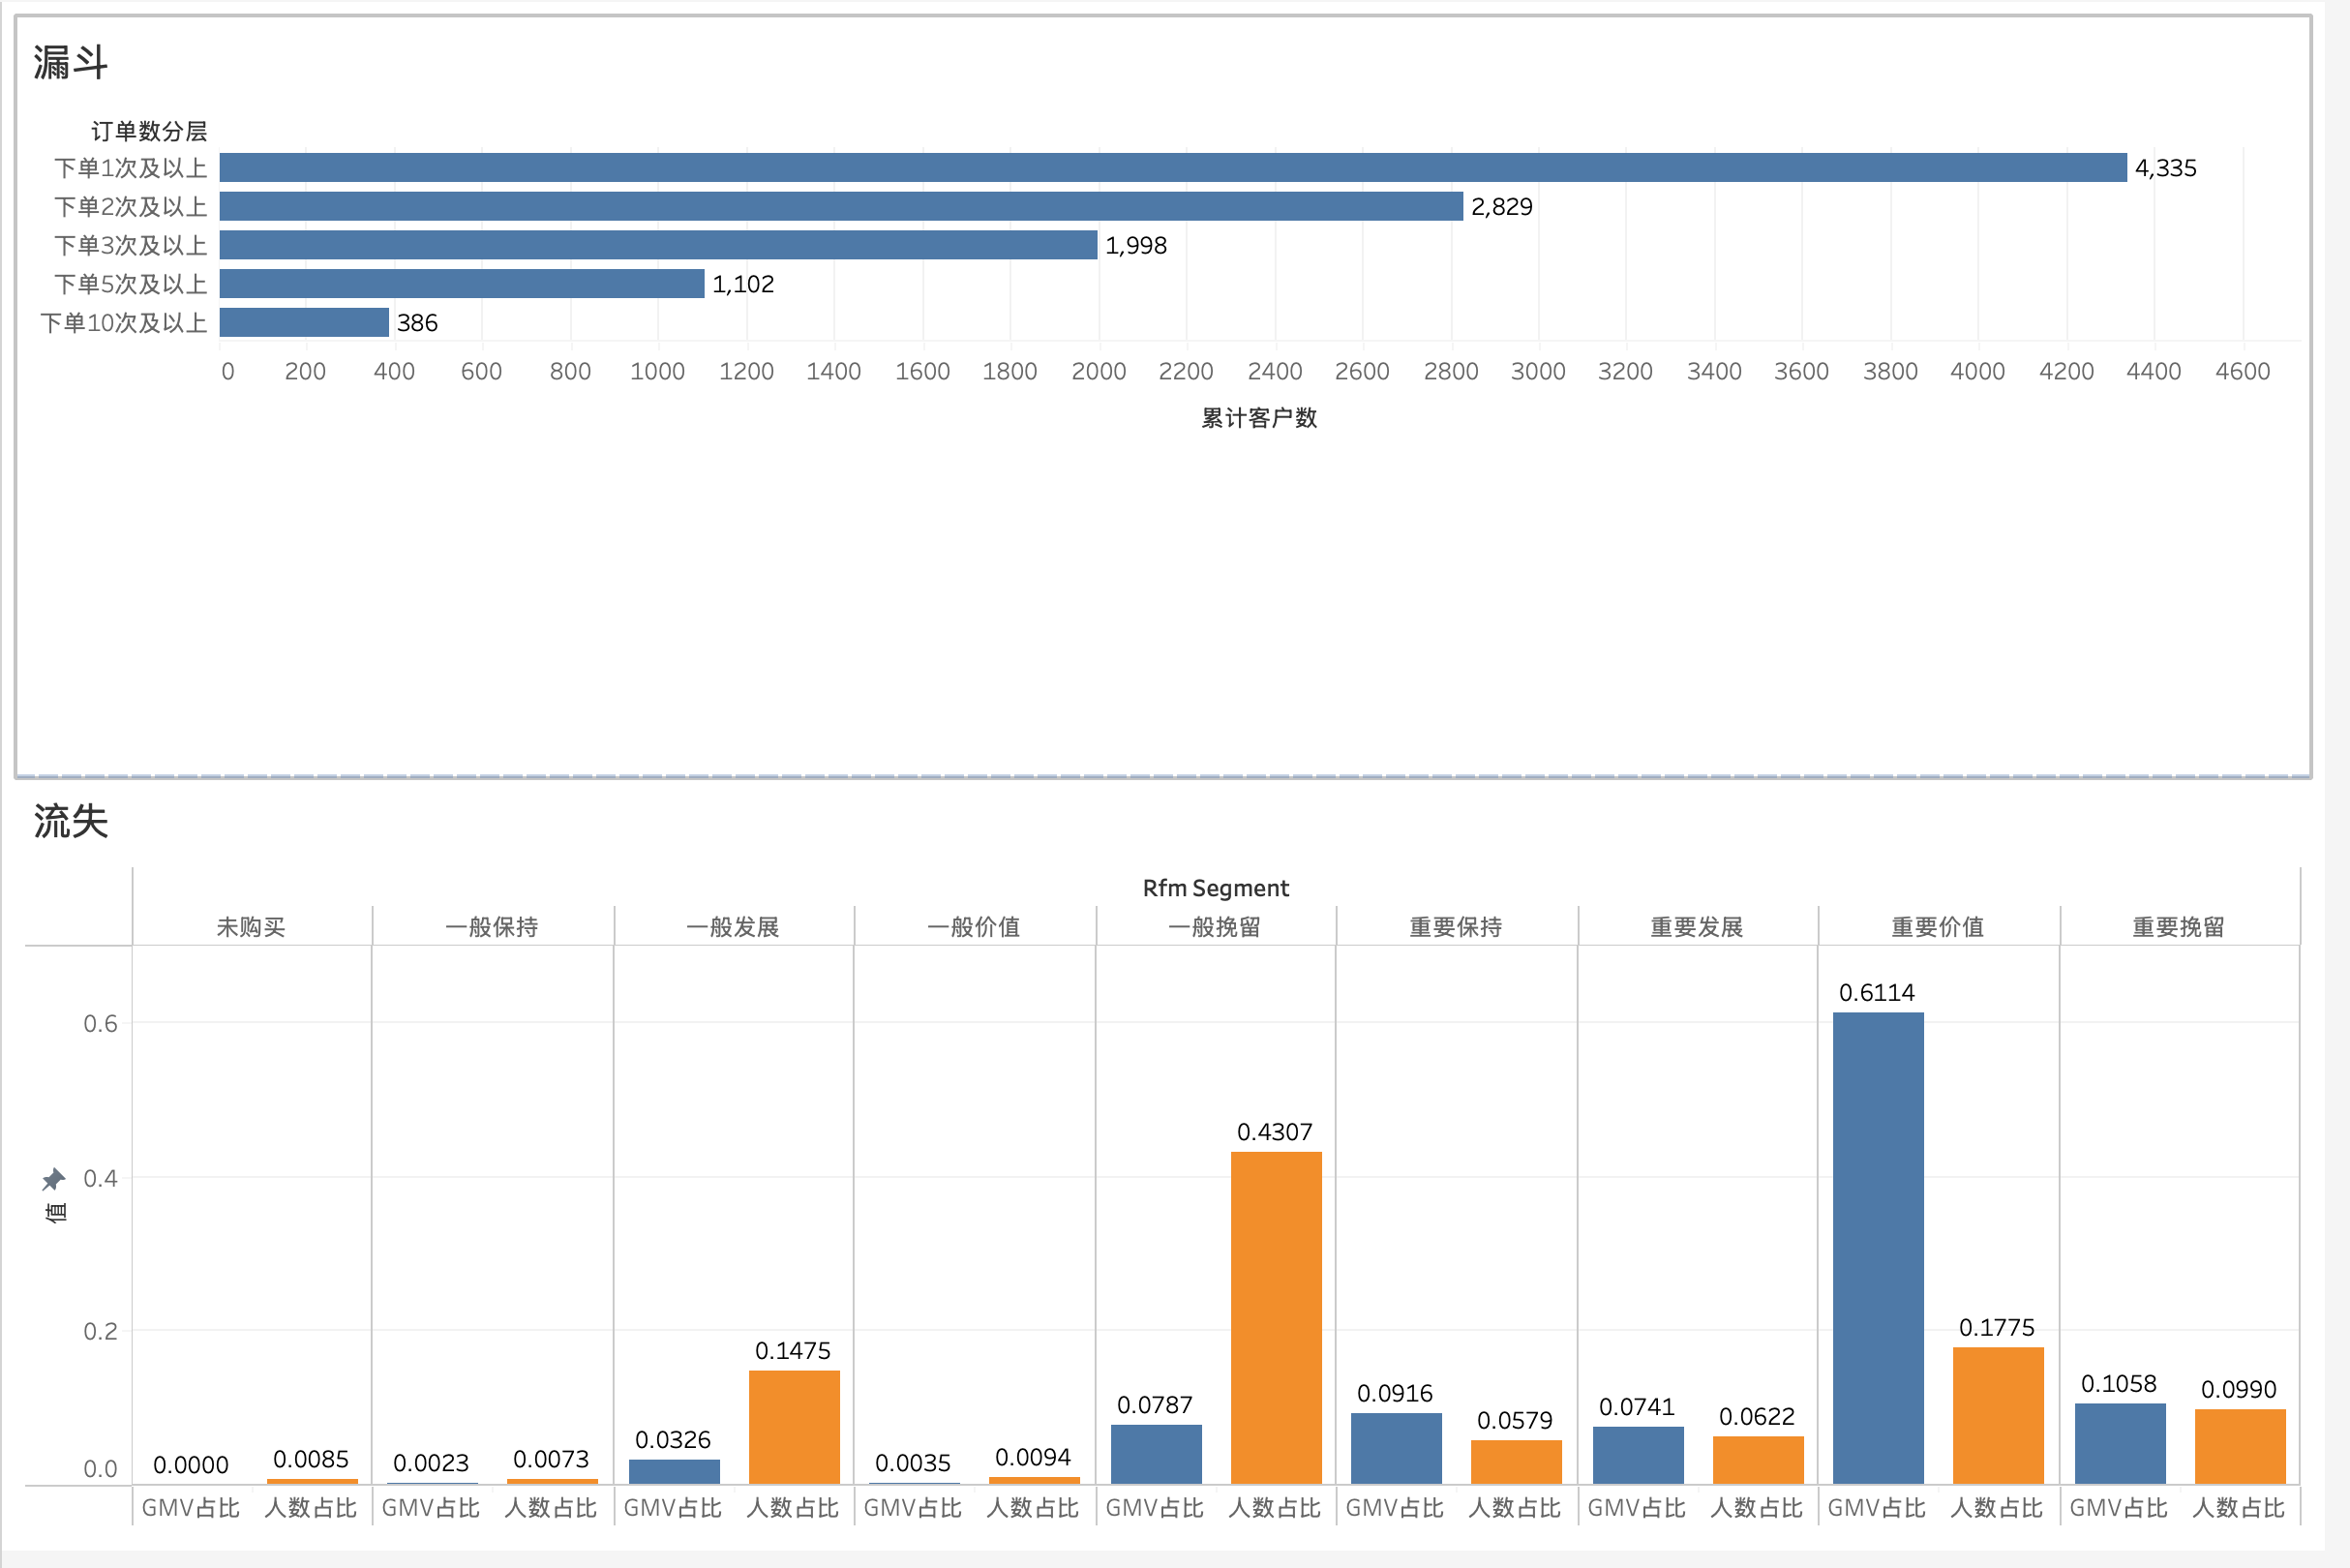 漏斗
订单数分层
下单1次及以上 4,335
下单2次及以上 2,829
下单3次及以上 1,998
下单5次及以上 1,102
下单10次及以上 386
0 200 400 600 800 1000 1200 1400 1600 1800 2000 2200 2400 2600 2800 3000 3200 3400 3600 3800 4000 4200 4400 4600
累计客户数
流失
Rfm Segment
未购买 一般保持 一般发展 一般价值 一般挽留 重要保持 重要发展 重要价值 重要挽留
0.6
0.4
0.2
0.0
值
0.0000 0.0085 0.0023 0.0073 0.0326 0.1475 0.0035 0.0094 0.0787 0.4307 0.0916 0.0579 0.0741 0.0622 0.6114 0.1775 0.1058 0.0990
GMV占比 人数占比 GMV占比 人数占比 GMV占比 人数占比 GMV占比 人数占比 GMV占比 人数占比 GMV占比 人数占比 GMV占比 人数占比 GMV占比 人数占比 GMV占比 人数占比